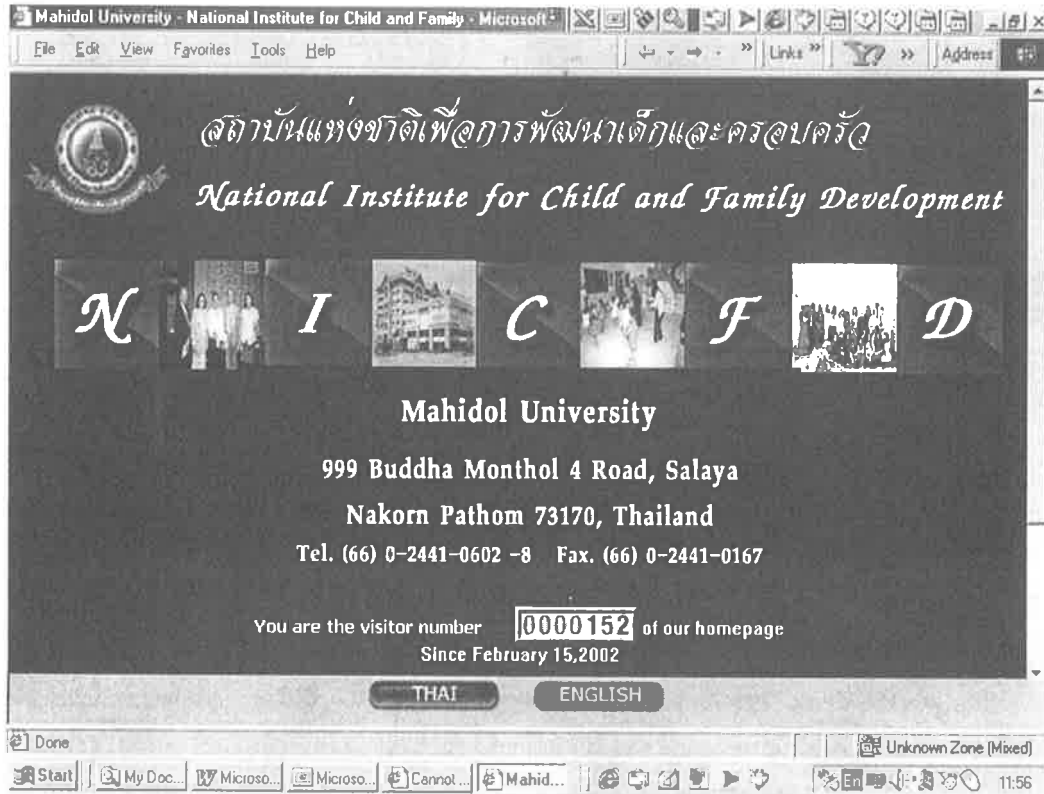 Mahidol University - National Institute for Child and Family - Microsoft
File Edit View Favorites Tools Help
» Links » » Address
สถาบันแห่งชาติเพื่อการพัฒนาเด็กและครอบครัว
National Institute for Child and Family Development
N I C F D
Mahidol University
999 Buddha Monthol 4 Road, Salaya
Nakorn Pathom 73170, Thailand
Tel. (66) 0-2441-0602 -8 Fax. (66) 0-2441-0167
You are the visitor number 0000152 of our homepage
Since February 15,2002
THAI ENGLISH
Done Unknown Zone (Mixed)
Start My Doc... Microso... Microso... Cannot ... Mahid... En 11:56